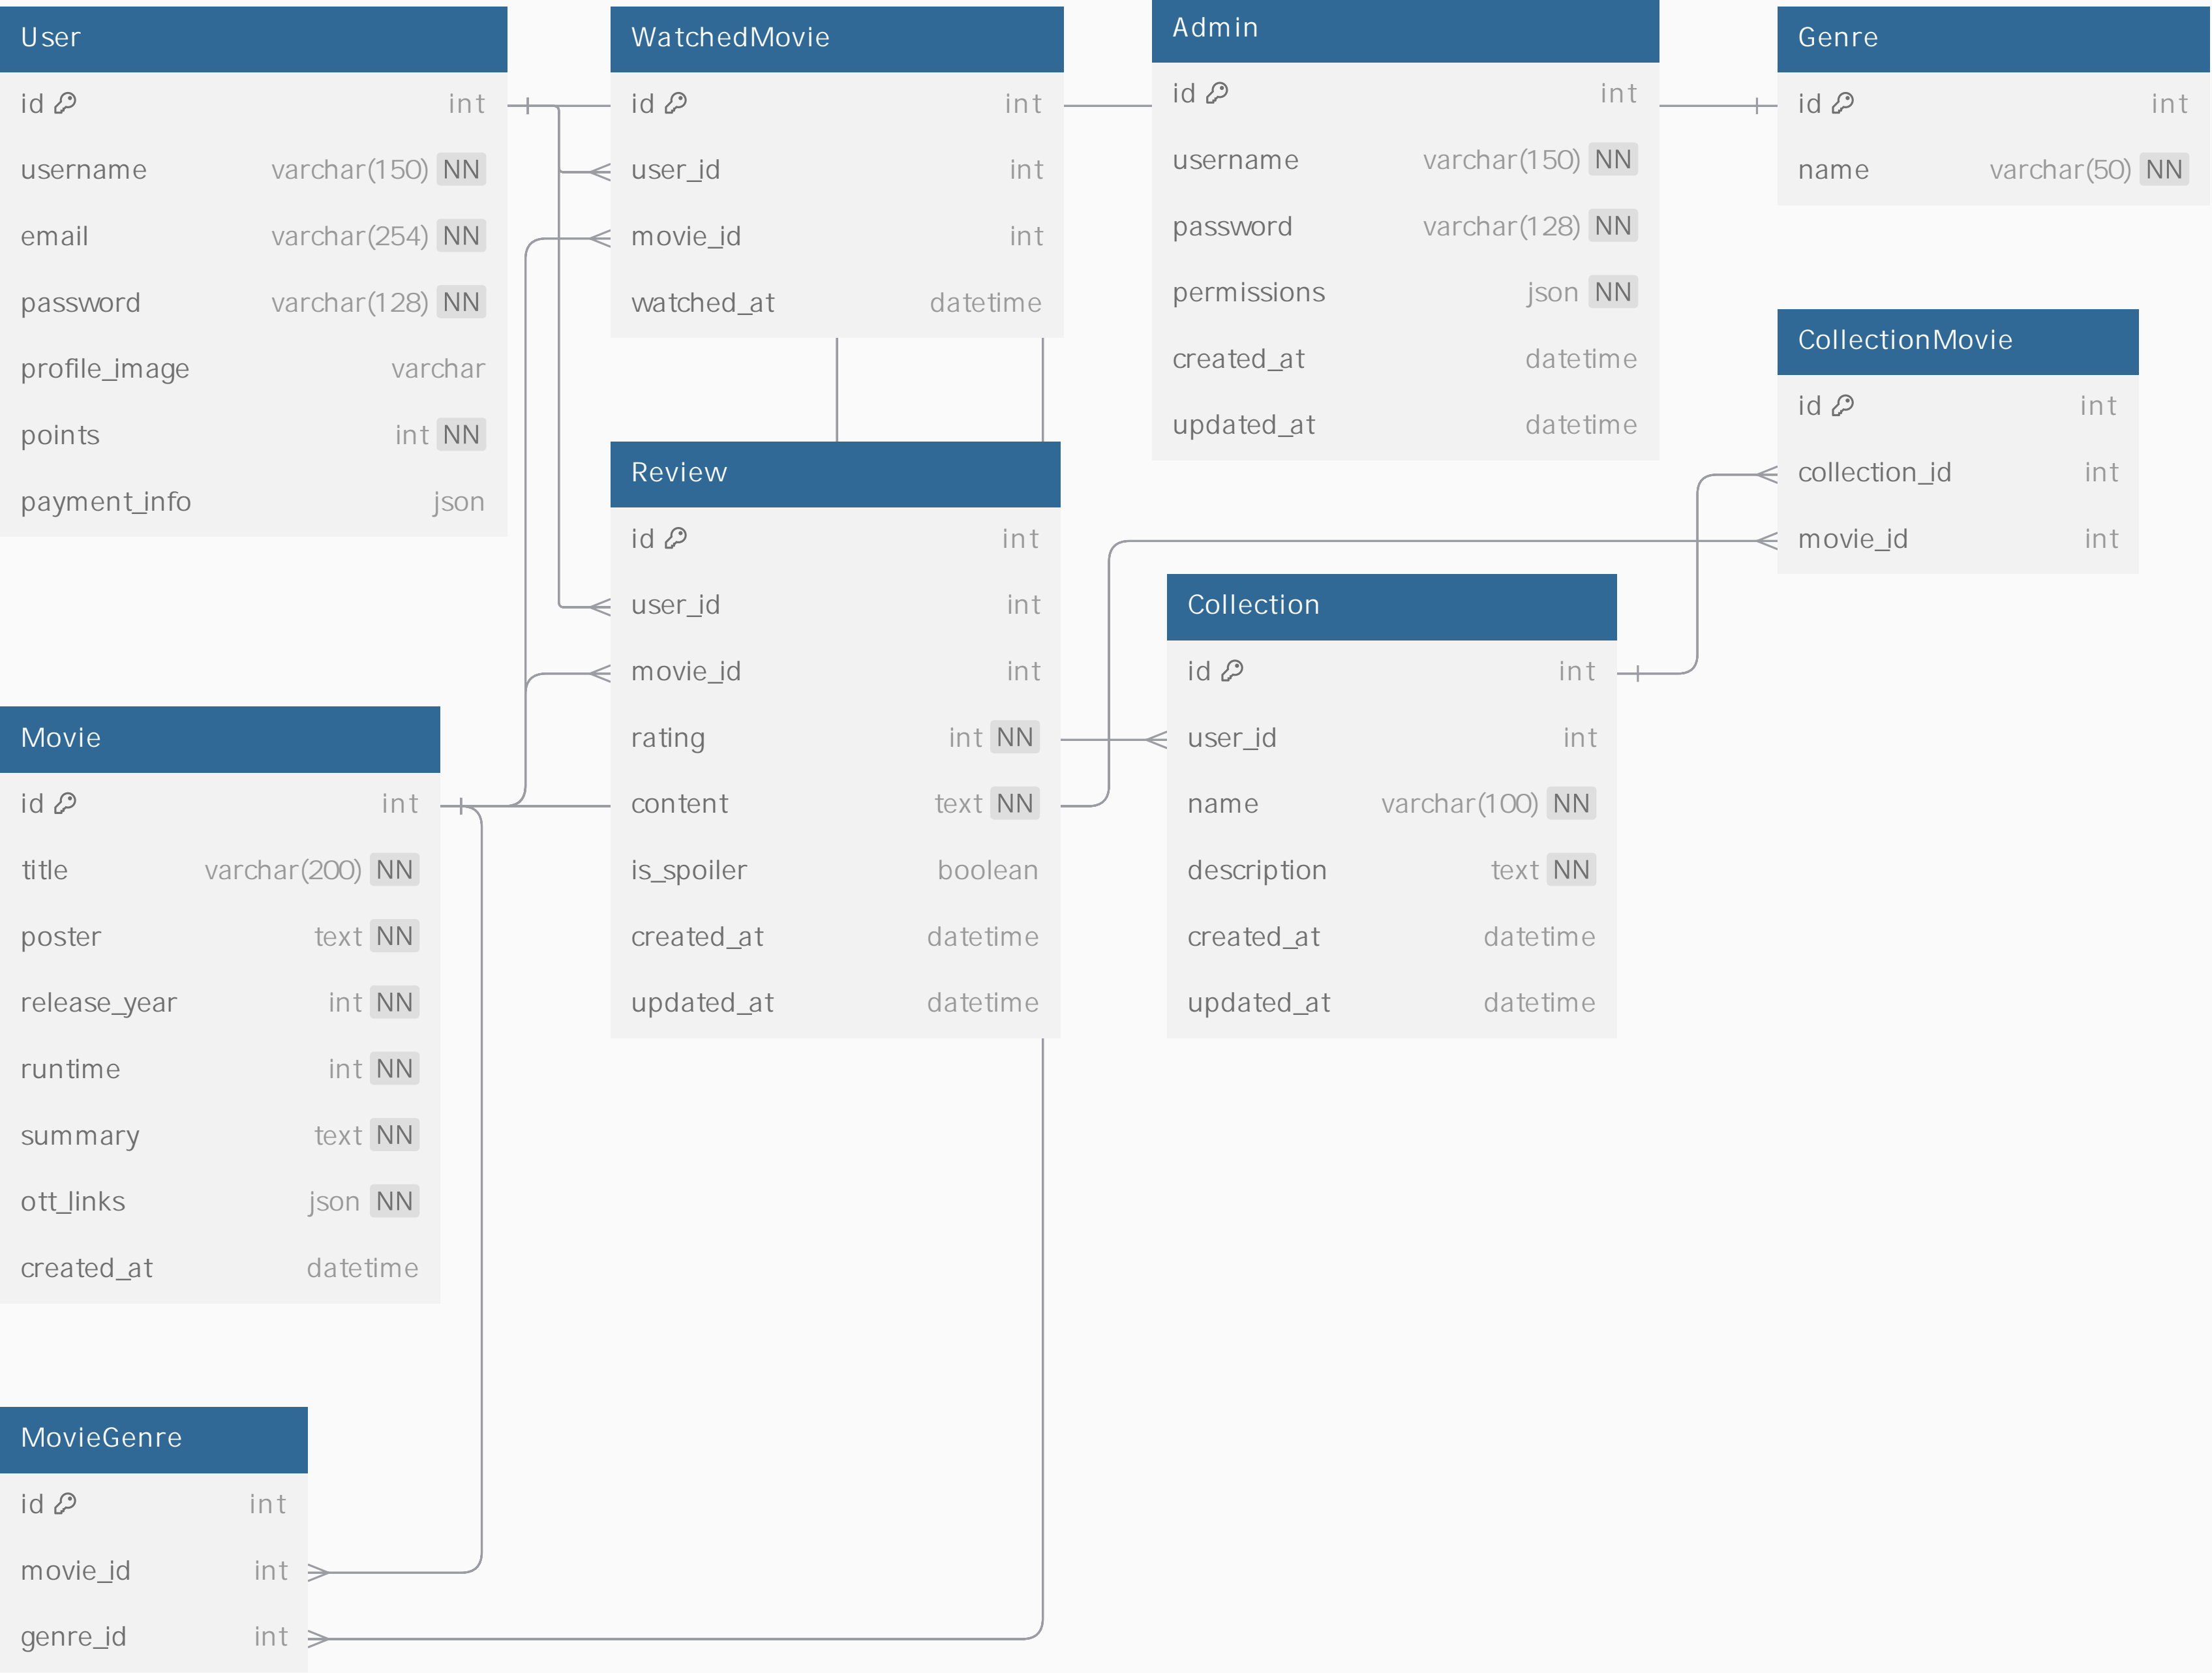 User
id int
username varchar(150) NN
email varchar(254) NN
password varchar(128) NN
profile_image varchar
points int NN
payment_info json
WatchedMovie
id int
user_id int
movie_id int
watched_at datetime
Admin
id int
username varchar(150) NN
password varchar(128) NN
permissions json NN
created_at datetime
updated_at datetime
Genre
id int
name varchar(50) NN
CollectionMovie
id int
collection_id int
movie_id int
Review
id int
user_id int
movie_id int
rating int NN
content text NN
is_spoiler boolean
created_at datetime
updated_at datetime
Collection
id int
user_id int
name varchar(100) NN
description text NN
created_at datetime
updated_at datetime
Movie
id int
title varchar(200) NN
poster text NN
release_year int NN
runtime int NN
summary text NN
ott_links json NN
created_at datetime
MovieGenre
id int
movie_id int
genre_id int